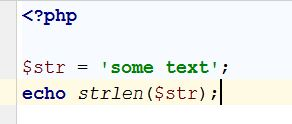 <?php
$str = 'some text';
echo strlen($str);